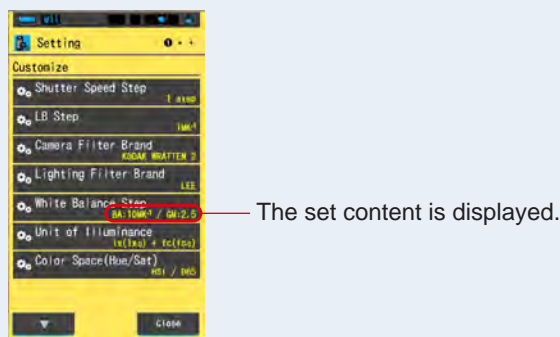 Setting
Customize
Shutter Speed Step
1 step
LB Step
1MK⁻¹
Camera Filter Brand
KODAK WRATTEN 2
Lighting Filter Brand
LEE
White Balance Step
BA:10MK⁻¹ / GM:2.5
The set content is displayed.
Unit of Illuminance
lx(lxs) + fc(fcs)
Color Space(Hue/Sat)
HSI / D65
Close